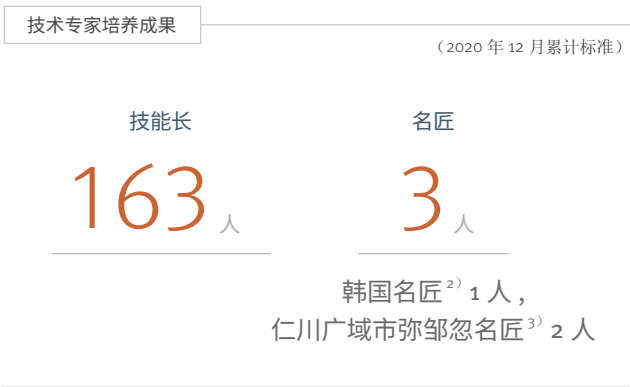 技术专家培养成果
（2020 年 12 月累计标准）
技能长
名匠
163 人
3 人
韩国名匠2）1 人 ,
仁川广域市弥邹忽名匠3）2 人